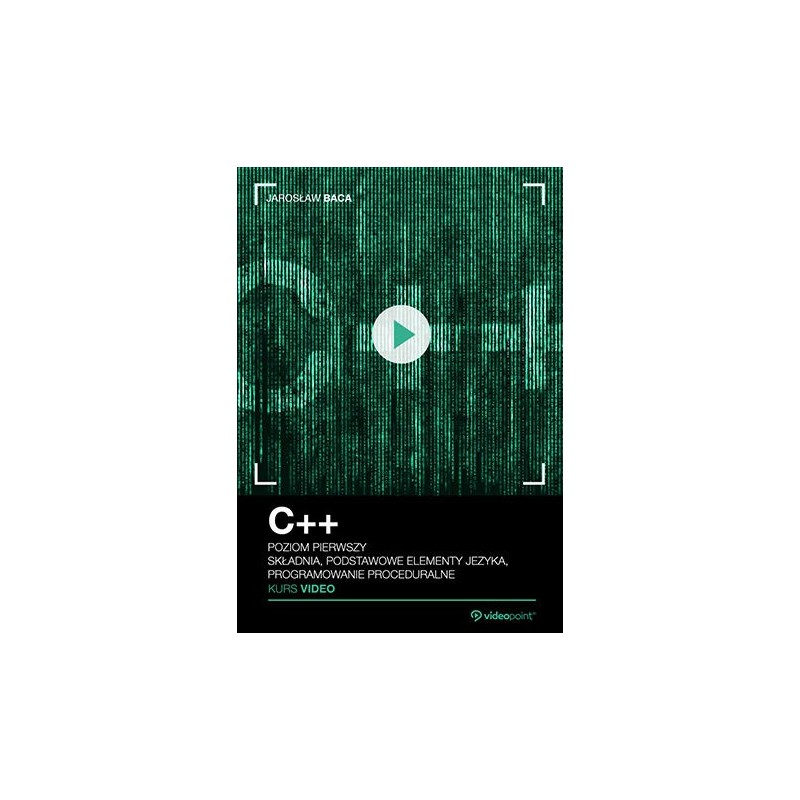 JAROSŁAW BACA
C++
C++
POZIOM PIERWSZY
SKŁADNIA, PODSTAWOWE ELEMENTY JEZYKA,
PROGRAMOWANIE PROCEDURALNE
KURS VIDEO
videopoint